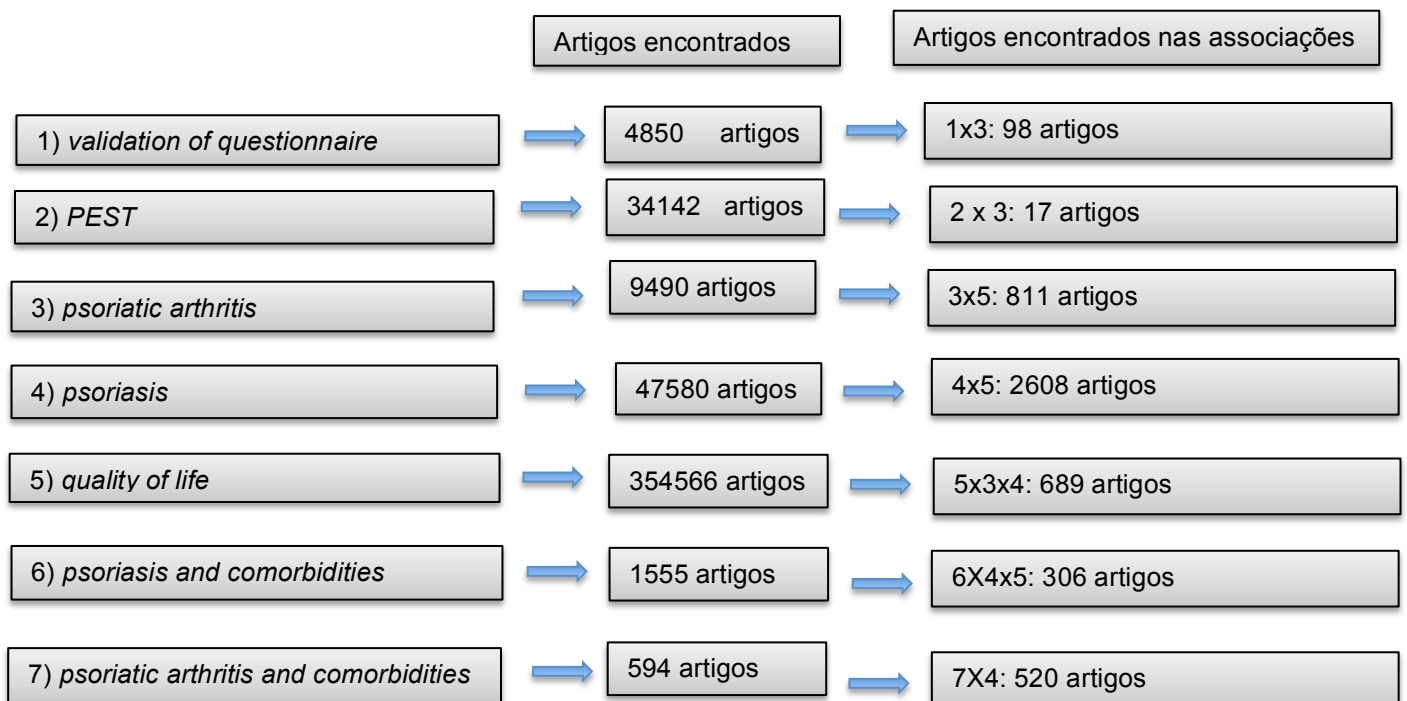 Artigos encontrados
Artigos encontrados nas associações
1) validation of questionnaire
4850 artigos
1x3: 98 artigos
2) PEST
34142 artigos
2 x 3: 17 artigos
3) psoriatic arthritis
9490 artigos
3x5: 811 artigos
4) psoriasis
47580 artigos
4x5: 2608 artigos
5) quality of life
354566 artigos
5x3x4: 689 artigos
6) psoriasis and comorbidities
1555 artigos
6X4x5: 306 artigos
7) psoriatic arthritis and comorbidities
594 artigos
7X4: 520 artigos